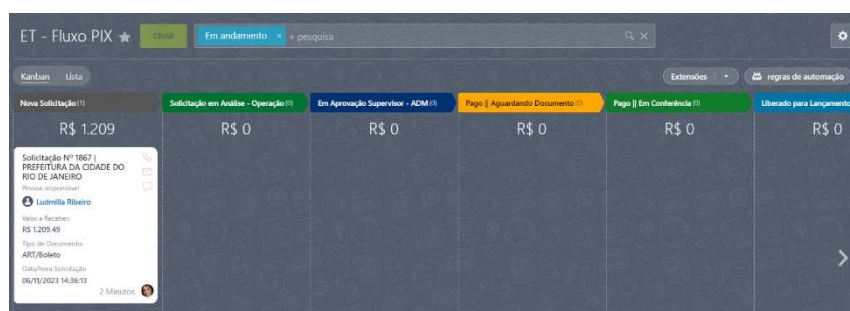 ET - Fluxo PIX
CRIAR
Em andamento × + pesquisa
Kanban Lista
Extensões
regras de automação
Nova Solicitação (1)
Solicitação em Análise - Operação (0)
Em Aprovação Supervisor - ADM (0)
Pago || Aguardando Documento (0)
Pago || Em Conferência (0)
Liberado para Lançamento
R$ 1.209
R$ 0
R$ 0
R$ 0
R$ 0
R$ 0
Solicitação Nº 1867 |
PREFEITURA DA CIDADE DO
RIO DE JANEIRO
Pessoa responsável
Ludmilla Ribeiro
Valor a Receber:
R$ 1.209,49
Tipo de Documento
ART/Boleto
Data/hora Solicitação
06/11/2023 14:36:13
2 Minutos